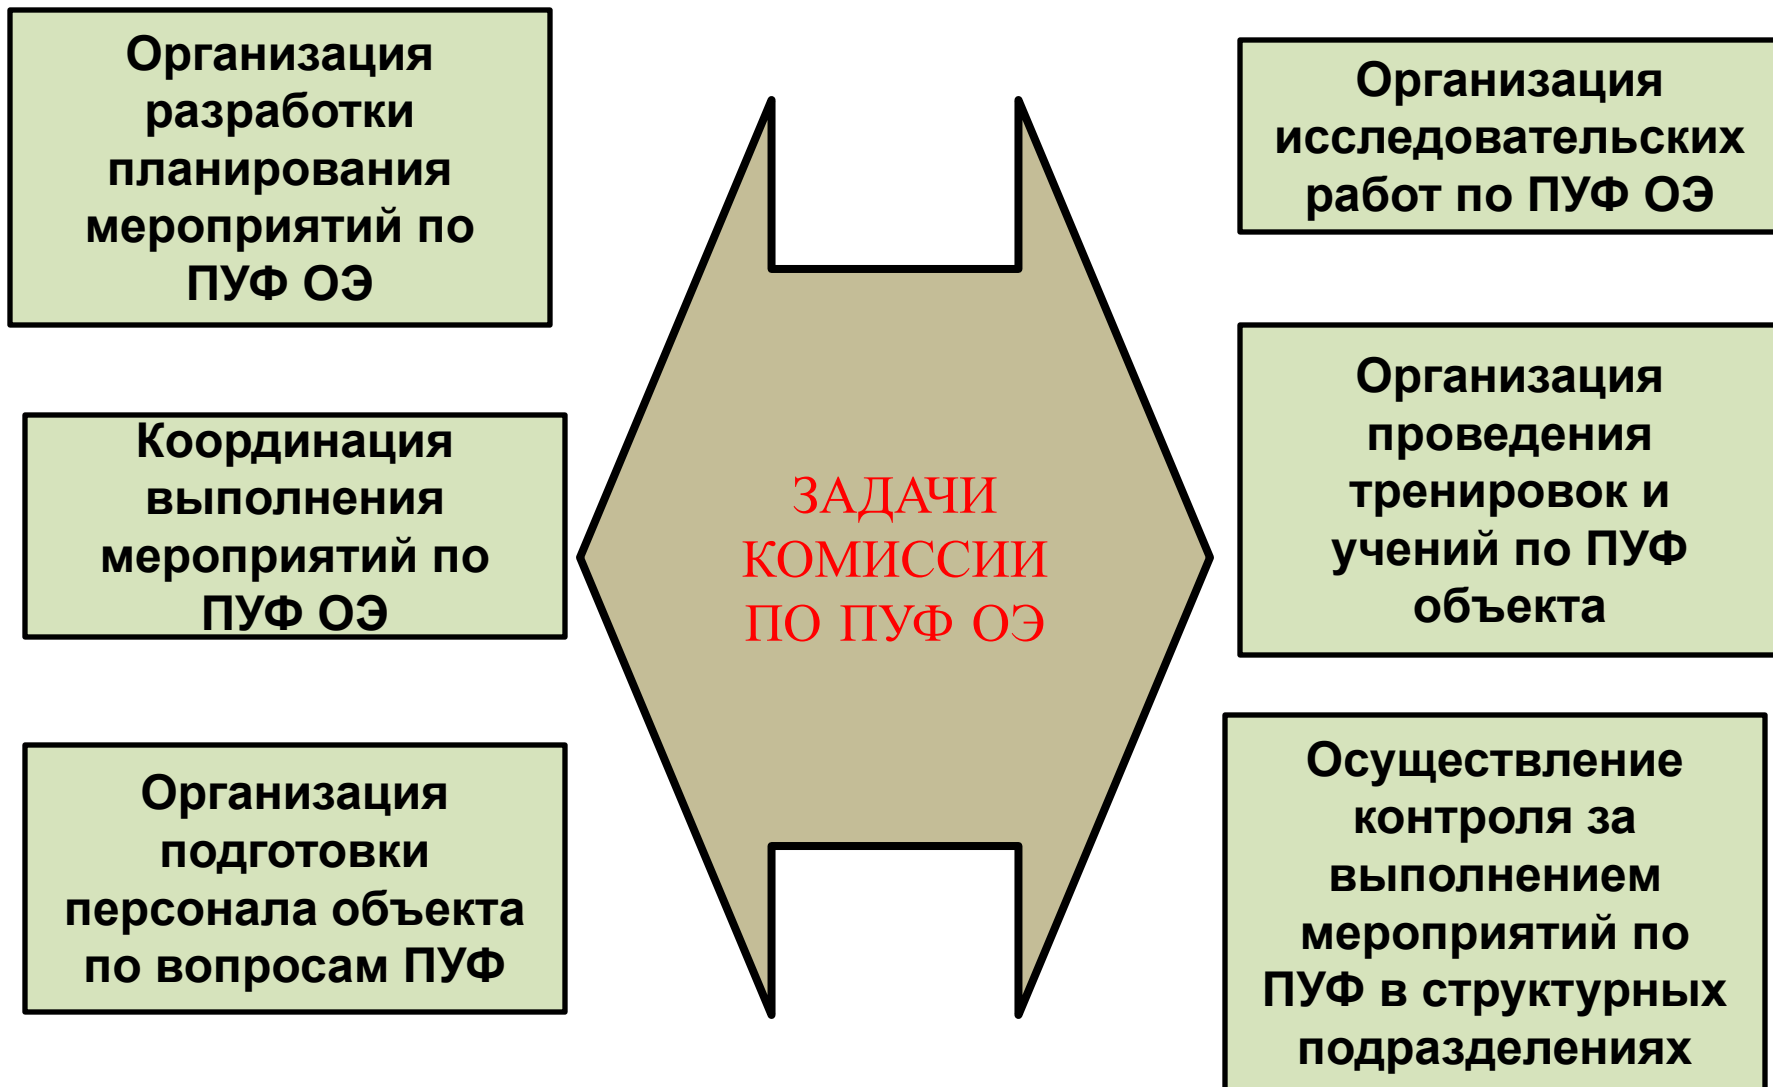 Организация
разработки
планирования
мероприятий по
ПУФ ОЭ
Координация
выполнения
мероприятий по
ПУФ ОЭ
Организация
подготовки
персонала объекта
по вопросам ПУФ
ЗАДАЧИ
КОМИССИИ
ПО ПУФ ОЭ
Организация
исследовательских
работ по ПУФ ОЭ
Организация
проведения
тренировок и
учений по ПУФ
объекта
Осуществление
контроля за
выполнением
мероприятий по
ПУФ в структурных
подразделениях